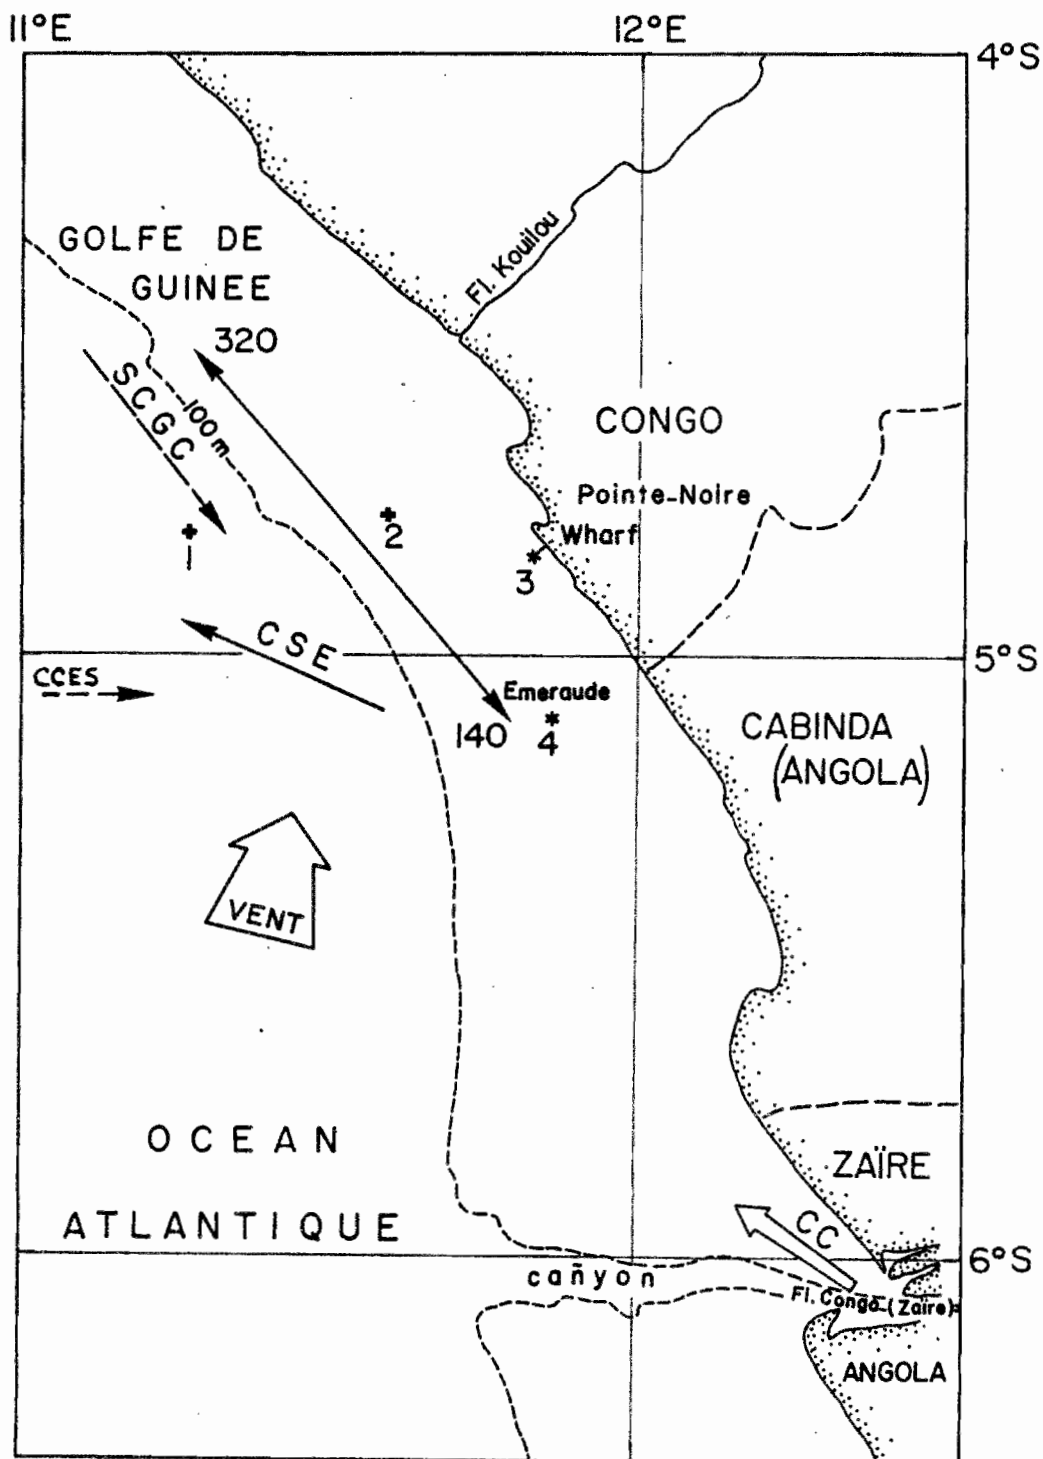 11°E
12°E
4°S
GOLFE DE
GUINEE
Fl. Kouilou
320
SCGC
100m
CONGO
Pointe-Noire
Wharf
1
2
3
CSE
5°S
CCES
Emeraude
140
4
CABINDA
(ANGOLA)
VENT
OCEAN
ATLANTIQUE
ZAÏRE
CC
6°S
cañyon
Fl. Congo (Zaïre)
ANGOLA